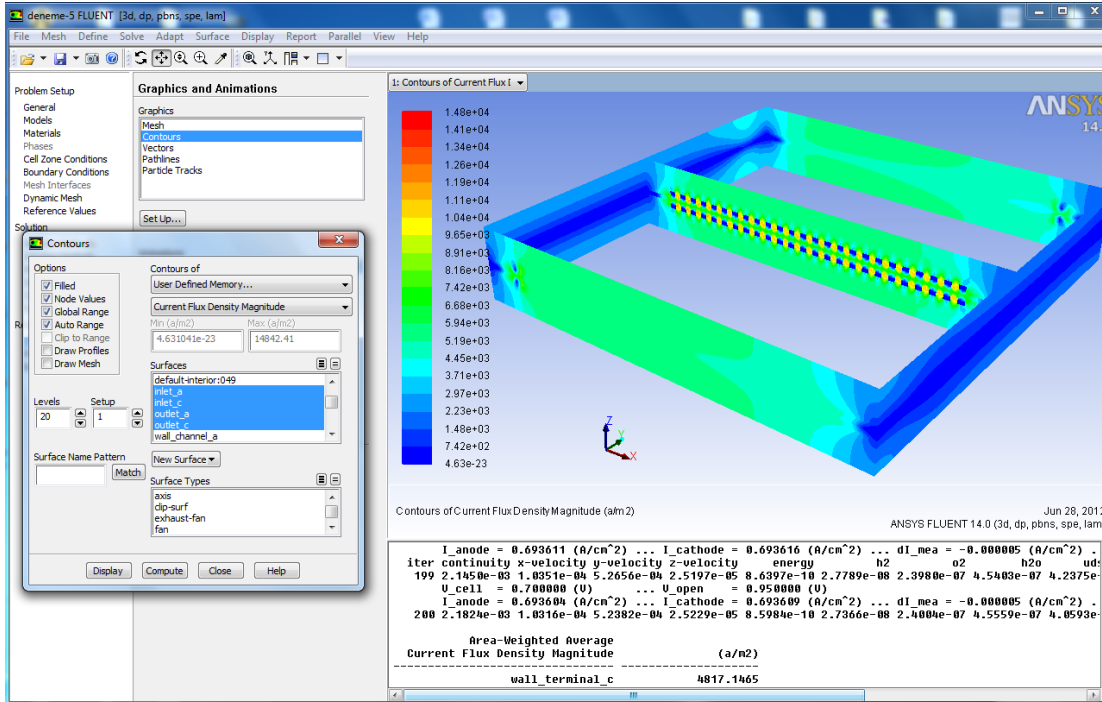 deneme-5 FLUENT [3d, dp, pbns, spe, lam]
File Mesh Define Solve Adapt Surface Display Report Parallel View Help
Problem Setup
General
Models
Materials
Phases
Cell Zone Conditions
Boundary Conditions
Mesh Interfaces
Dynamic Mesh
Reference Values
Solution
Graphics and Animations
Graphics
Mesh
Contours
Vectors
Pathlines
Particle Tracks
Set Up...
Contours
Options
Filled
Node Values
Global Range
Auto Range
Clip to Range
Draw Profiles
Draw Mesh
Levels Setup
20 1
Surface Name Pattern
Match
Contours of
User Defined Memory...
Current Flux Density Magnitude
Min (a/m2) Max (a/m2)
4.631041e-23 14842.41
Surfaces
default-interior:049
inlet_a
inlet_c
outlet_a
outlet_c
wall_channel_a
New Surface
Surface Types
axis
clip-surf
exhaust-fan
fan
Display Compute Close Help
1: Contours of Current Flux
ANSYS
14.
1.48e+04
1.41e+04
1.34e+04
1.26e+04
1.19e+04
1.11e+04
1.04e+04
9.65e+03
8.91e+03
8.16e+03
7.42e+03
6.68e+03
5.94e+03
5.19e+03
4.45e+03
3.71e+03
2.97e+03
2.23e+03
1.48e+03
7.42e+02
4.63e-23
Z
Y
X
Contours of Current Flux Density Magnitude (a/m2)
Jun 28, 2012
ANSYS FLUENT 14.0 (3d, dp, pbns, spe, lam
I_anode = 0.693611 (A/cm^2) ... I_cathode = 0.693616 (A/cm^2) ... dI_mea = -0.000005 (A/cm^2) .
iter continuity x-velocity y-velocity z-velocity energy h2 o2 h2o uds
199 2.1450e-03 1.0351e-04 5.2656e-04 2.5197e-05 8.6397e-10 2.7789e-08 2.3980e-07 4.5403e-07 4.2375e-
V_cell = 0.700000 (V) ... V_open = 0.950000 (V)
I_anode = 0.693604 (A/cm^2) ... I_cathode = 0.693609 (A/cm^2) ... dI_mea = -0.000005 (A/cm^2) .
200 2.1824e-03 1.0316e-04 5.2382e-04 2.5229e-05 8.5984e-10 2.7366e-08 2.4004e-07 4.5559e-07 4.0593e-
Area-Weighted Average
Current Flux Density Magnitude (a/m2)
-------------------------------- -------------------
wall_terminal_c 4817.1465